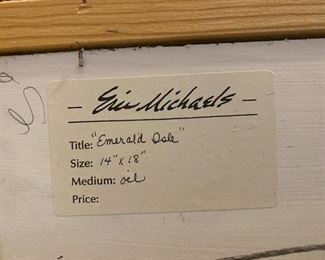 - Eric Michaels -
Title: "Emerald Dale"
Size: 14" x 18"
Medium: oil
Price: